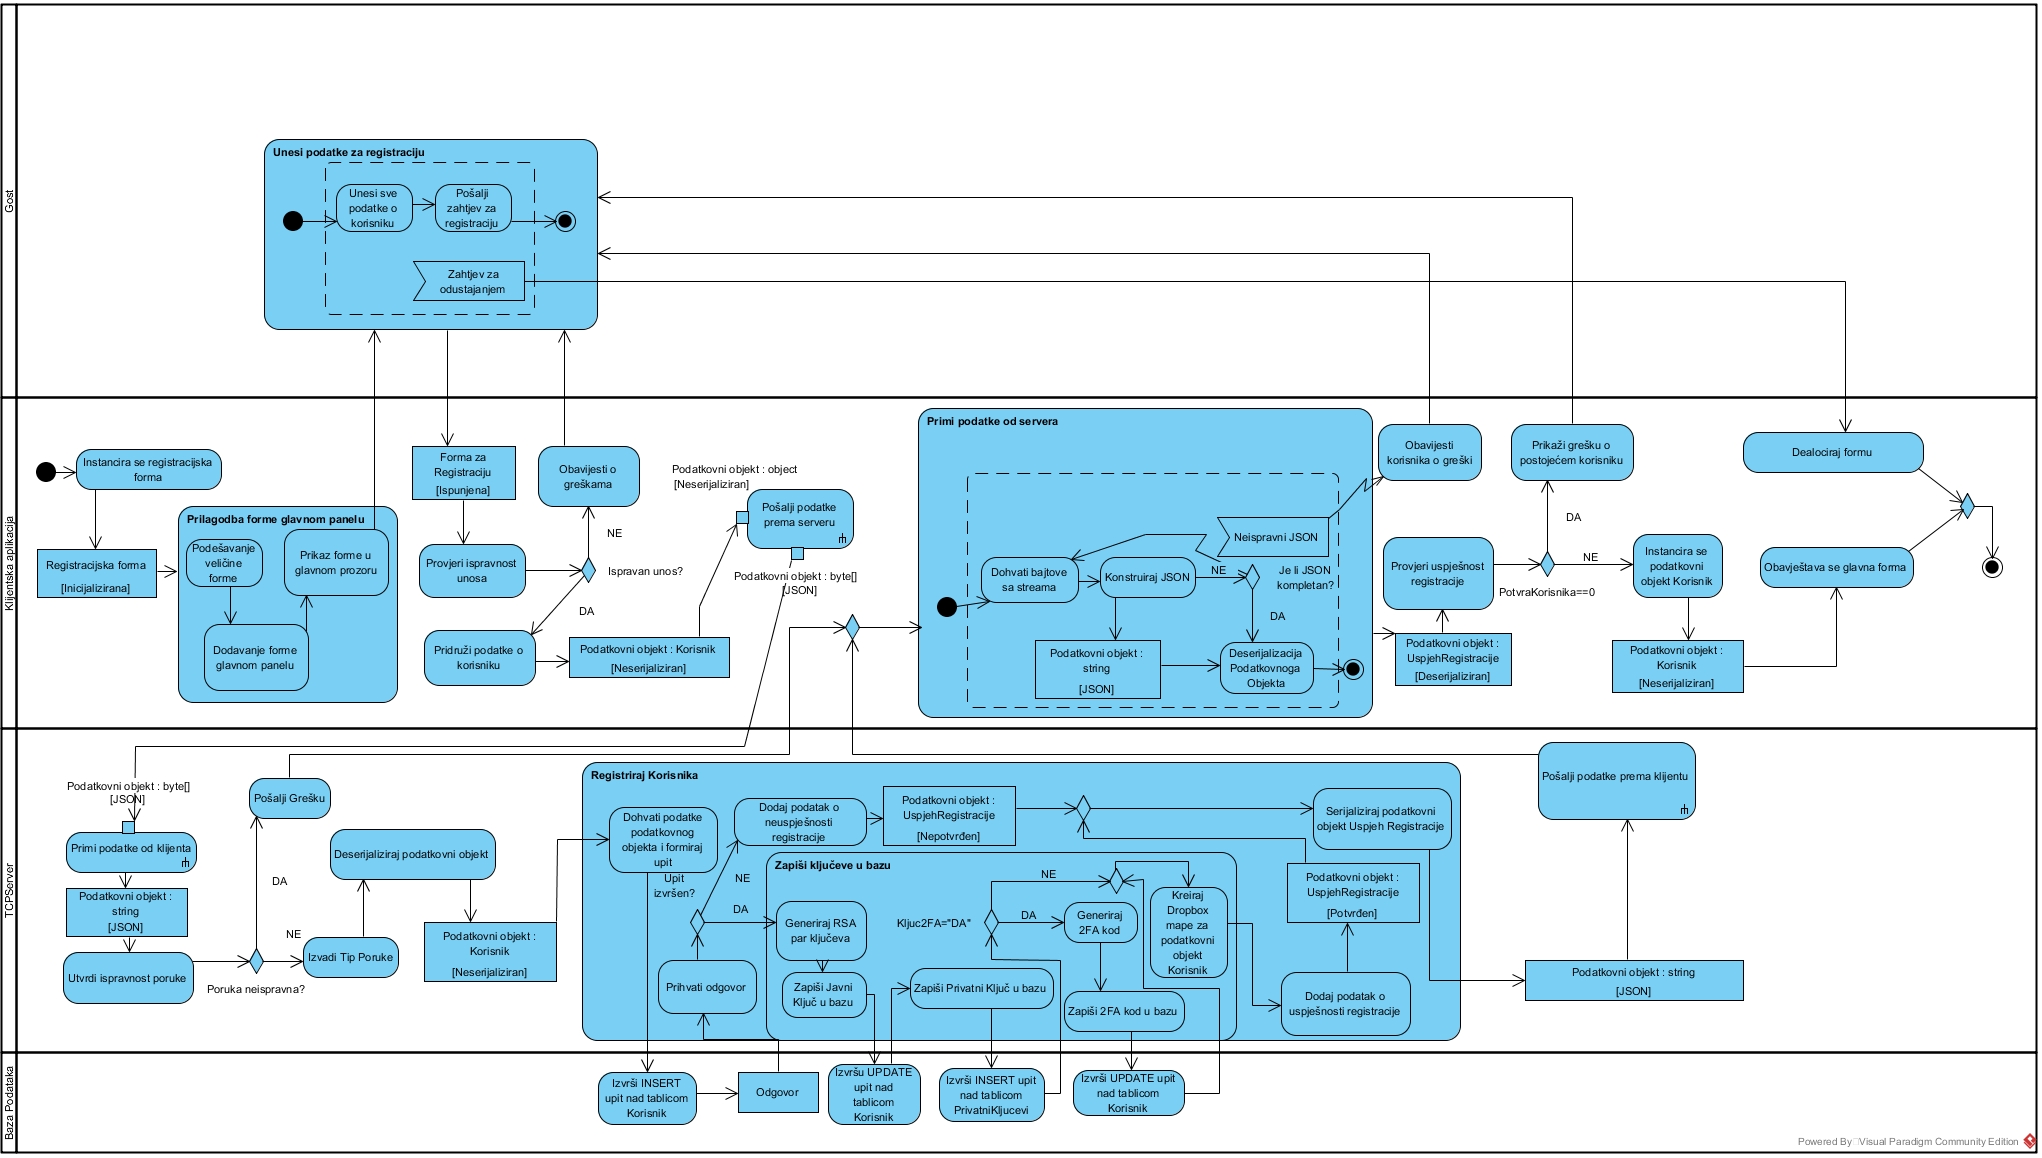 Gost
Unesi podatke za registraciju
Unesi sve
podatke o
korisniku
Pošalji
zahtjev za
registraciju
Zahtjev za
odustajanjem
Klijentska aplikacija
Instancira se registracijska
forma
Registracijska forma
[Inicijalizirana]
Prilagodba forme glavnom panelu
Podešavanje
veličine
forme
Prikaz forme u
glavnom prozoru
Dodavanje forme
glavnom panelu
Forma za
Registraciju
[Ispunjena]
Provjeri ispravnost
unosa
Obavijesti o
greškama
NE
Ispravan unos?
DA
Pridruži podatke o
korisniku
Podatkovni objekt : Korisnik
[Neserijaliziran]
Podatkovni objekt : object
[Neserijaliziran]
Pošalji podatke
prema serveru
Podatkovni objekt : byte[]
[JSON]
Primi podatke od servera
Neispravni JSON
Dohvati bajtove
sa streama
Konstruiraj JSON
NE
Je li JSON
kompletan?
DA
Podatkovni objekt :
string
[JSON]
Deserijalizacija
Podatkovnoga
Objekta
Obavijesti
korisnika o greški
Provjeri uspješnost
registracije
Podatkovni objekt :
UspjehRegistracije
[Deserijaliziran]
Prikaži grešku o
postojećem korisniku
DA
NE
PotvraKorisnika==0
Instancira se
podatkovni
objekt Korisnik
Podatkovni objekt :
Korisnik
[Neserijaliziran]
Dealociraj formu
Obavještava se glavna forma
TCPServer
Podatkovni objekt : byte[]
[JSON]
Primi podatke od klijenta
Podatkovni objekt :
string
[JSON]
Utvrdi ispravnost poruke
Pošalji Grešku
DA
NE
Poruka neispravna?
Izvadi Tip Poruke
Deserijaliziraj podatkovni objekt
Podatkovni objekt :
Korisnik
[Neserijaliziran]
Registriraj Korisnika
Dohvati podatke
podatkovnog
objekta i formiraj
upit
Upit
izvršen?
NE
DA
Prihvati odgovor
Dodaj podatak o
neuspješnosti
registracije
Podatkovni objekt :
UspjehRegistracije
[Nepotvrđen]
Zapiši ključeve u bazu
Generiraj RSA
par ključeva
Zapiši Javni
Ključ u bazu
Zapiši Privatni Ključ u bazu
Kljuc2FA="DA"
NE
DA
Generiraj
2FA kod
Zapiši 2FA kod u bazu
Kreiraj
Dropbox
mape za
podatkovni
objekt
Korisnik
Serijaliziraj podatkovni
objekt Uspjeh Registracije
Podatkovni objekt :
UspjehRegistracije
[Potvrđen]
Dodaj podatak o
uspješnosti registracije
Pošalji podatke prema klijentu
Podatkovni objekt : string
[JSON]
Baza Podataka
Izvrši INSERT
upit nad tablicom
Korisnik
Odgovor
Izvršu UPDATE
upit nad
tablicom
Korisnik
Izvrši INSERT upit
nad tablicom
PrivatniKljucevi
Izvrši UPDATE upit
nad tablicom
Korisnik
Powered By Visual Paradigm Community Edition